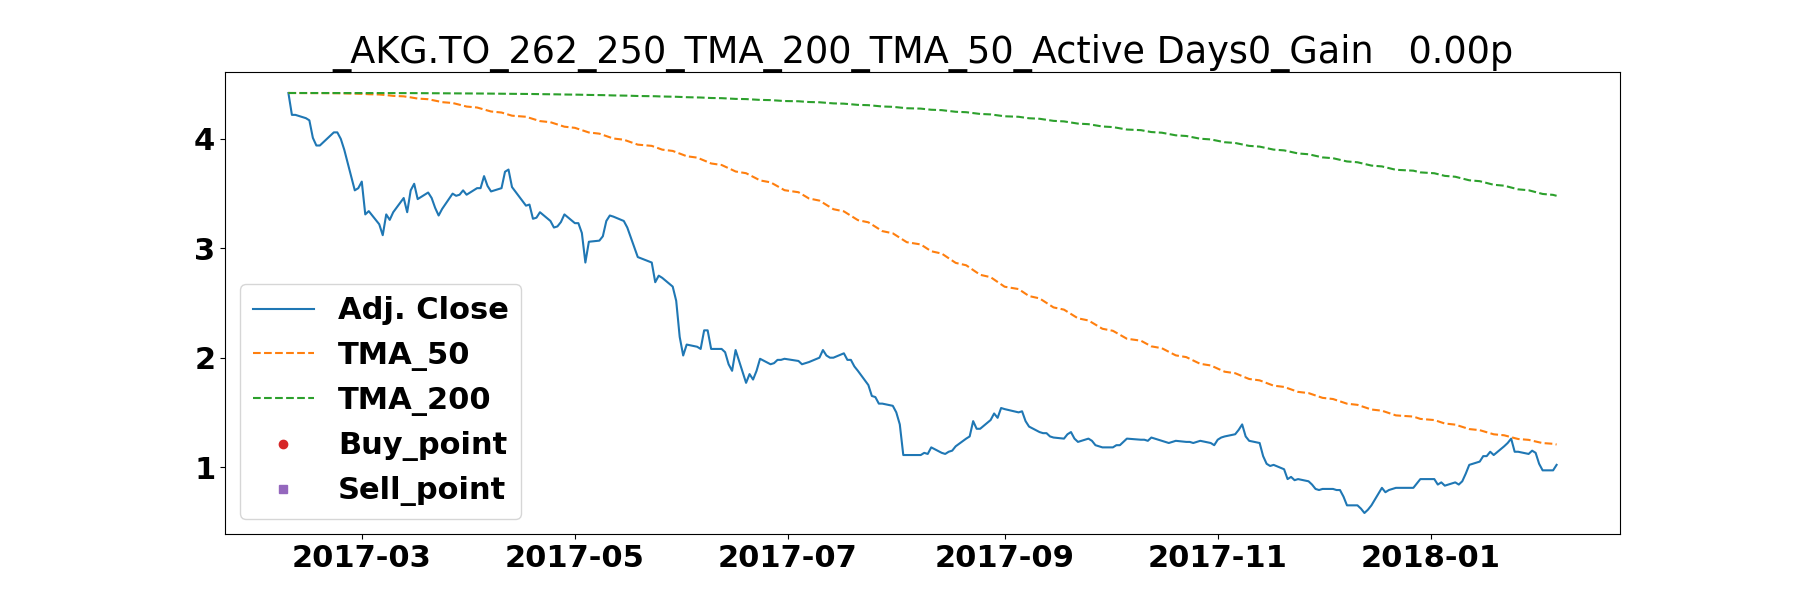 _AKG.TO_262_250_TMA_200_TMA_50_Active Days0_Gain   0.00p
4
3
2
1
Adj. Close
TMA_50
TMA_200
Buy_point
Sell_point
2017-03 2017-05 2017-07 2017-09 2017-11 2018-01